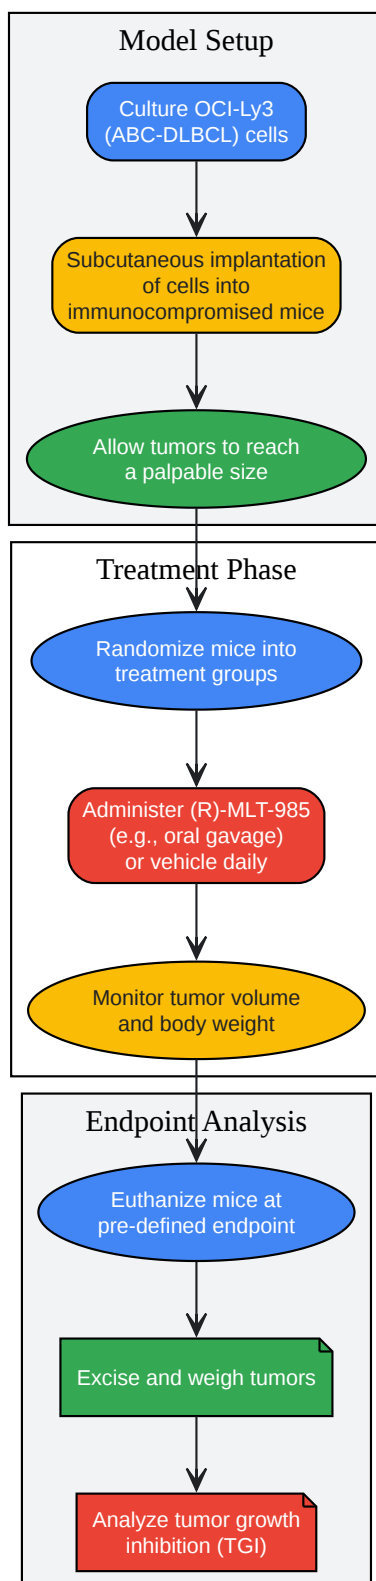 Model Setup
Culture OCI-Ly3
(ABC-DLBCL) cells
Subcutaneous implantation
of cells into
immunocompromised mice
Allow tumors to reach
a palpable size
Treatment Phase
Randomize mice into
treatment groups
Administer (R)-MLT-985
(e.g., oral gavage)
or vehicle daily
Monitor tumor volume
and body weight
Endpoint Analysis
Euthanize mice at
pre-defined endpoint
Excise and weigh tumors
Analyze tumor growth
inhibition (TGI)